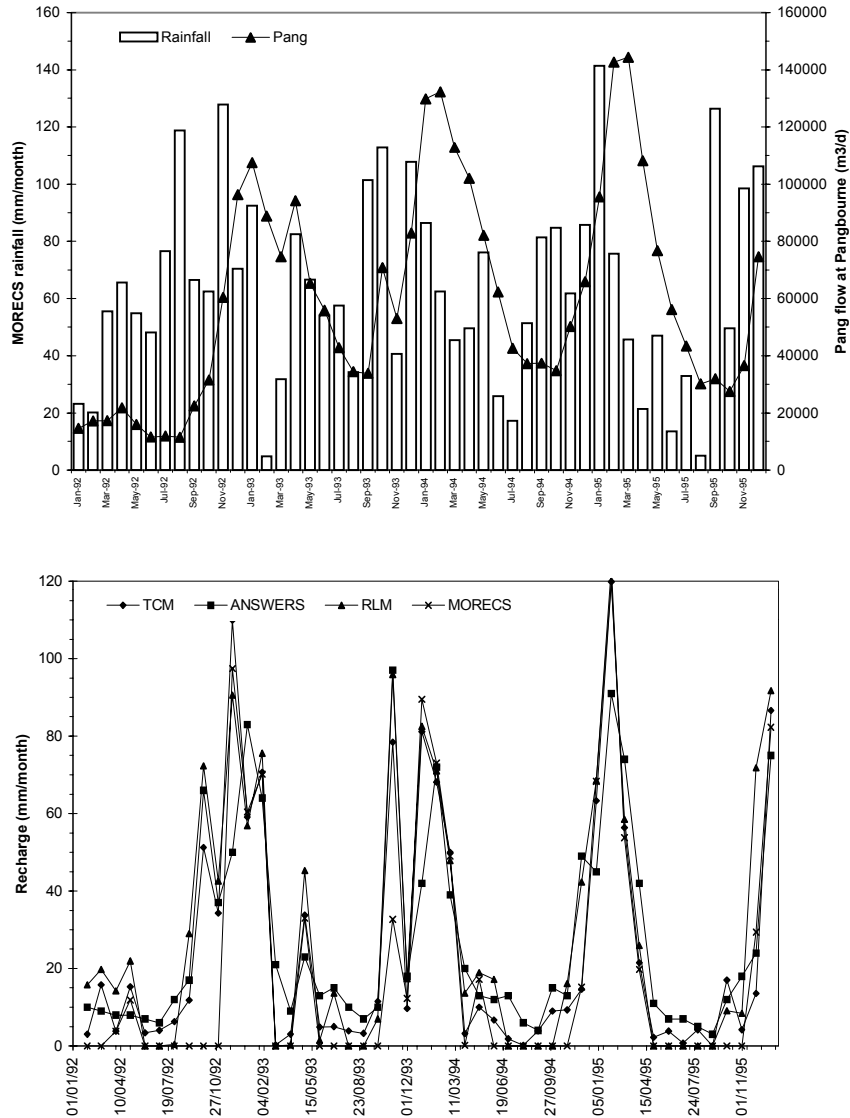 160
140
120
100
80
60
40
20
0
MORECS rainfall (mm/month)
Rainfall
Pang
160000
140000
120000
100000
80000
60000
40000
20000
0
Pang flow at Pangbourne (m3/d)
Jan-92
Mar-92
May-92
Jul-92
Sep-92
Nov-92
Jan-93
Mar-93
May-93
Jul-93
Sep-93
Nov-93
Jan-94
Mar-94
May-94
Jul-94
Sep-94
Nov-94
Jan-95
Mar-95
May-95
Jul-95
Sep-95
Nov-95
120
100
80
60
40
20
0
Recharge (mm/month)
TCM
ANSWERS
RLM
MORECS
01/01/92
10/04/92
19/07/92
27/10/92
04/02/93
15/05/93
23/08/93
01/12/93
11/03/94
19/06/94
27/09/94
05/01/95
15/04/95
24/07/95
01/11/95